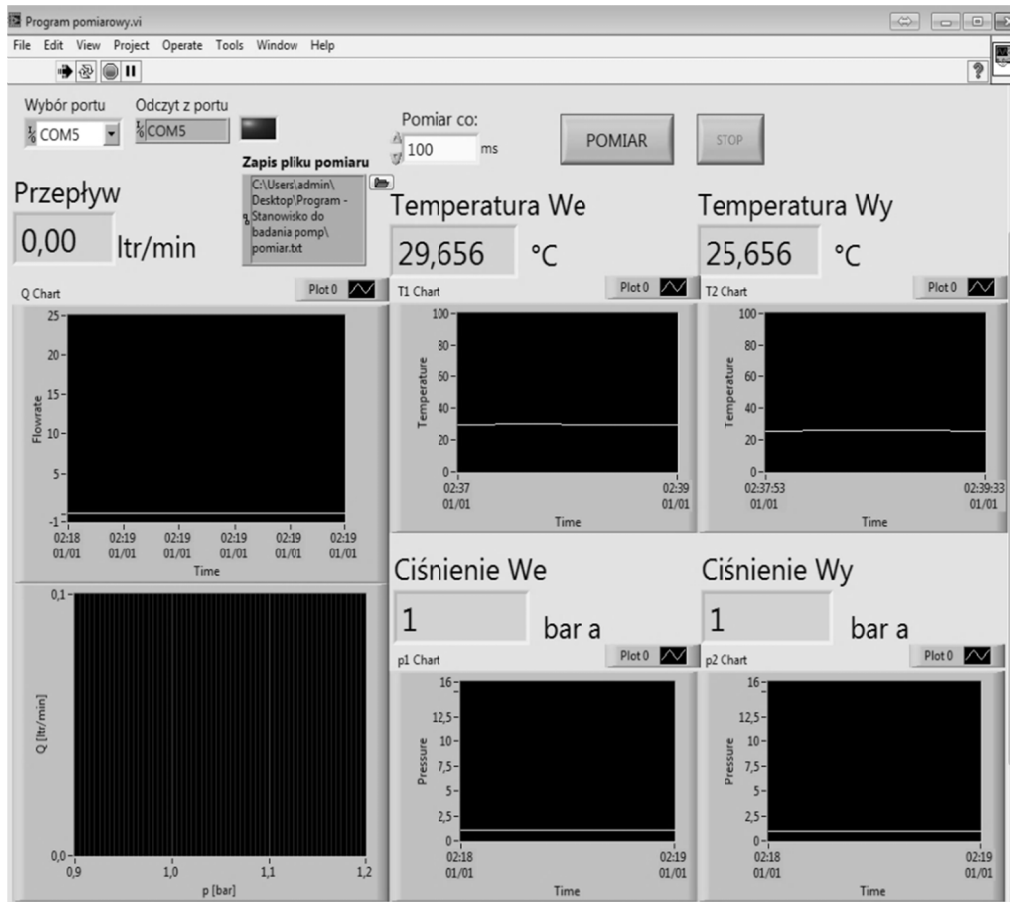 Program pomiarowy.vi
File Edit View Project Operate Tools Window Help
Wybór portu
COM5
Odczyt z portu
COM5
Zapis pliku pomiaru
C:\Users\admin\
Desktop\Program -
Stanowisko do
badania pomp\
pomiar.txt
Pomiar co:
100 ms
POMIAR
STOP
Przepływ
0,00 ltr/min
Temperatura We
29,656 °C
Temperatura Wy
25,656 °C
Q Chart
Plot 0
25
20
15
10
5
-1
Flowrate
02:18 02:19 02:19 02:19 02:19 02:19
01/01 01/01 01/01 01/01 01/01 01/01
Time
T1 Chart
Plot 0
100
80
60
40
20
0
Temperature
02:37 02:39
01/01 01/01
Time
T2 Chart
Plot 0
100
80
60
40
20
0
Temperature
02:37:53 02:39:33
01/01 01/01
Time
0,1
0,0
Q [ltr/min]
0,9 1,0 1,1 1,2
p [bar]
Ciśnienie We
1 bar a
p1 Chart
Plot 0
16
12,5
10
7,5
5
2,5
0
Pressure
02:18 02:19
01/01 01/01
Time
Ciśnienie Wy
1 bar a
p2 Chart
Plot 0
16
12,5
10
7,5
5
2,5
0
Pressure
02:18 02:19
01/01 01/01
Time